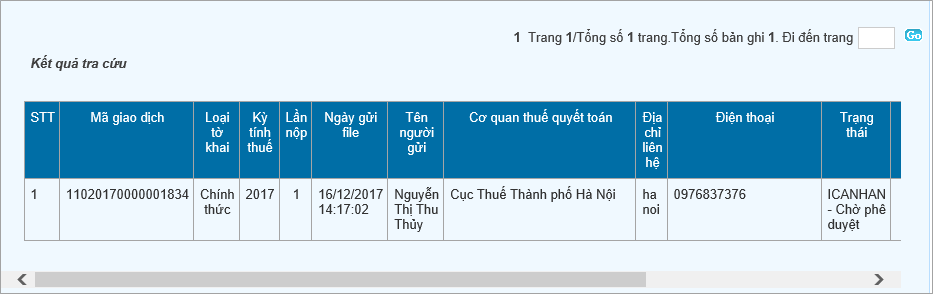 1 Trang 1/Tổng số 1 trang.Tổng số bản ghi 1. Đi đến trang Go
Kết quả tra cứu
STT Mã giao dịch Loại tờ khai Kỳ tính thuế Lần nộp Ngày gửi file Tên người gửi Cơ quan thuế quyết toán Địa chỉ liên hệ Điện thoại Trạng thái
1 11020170000001834 Chính thức 2017 1 16/12/2017 14:17:02 Nguyễn Thị Thu Thủy Cục Thuế Thành phố Hà Nội ha noi 0976837376 ICANHAN - Chờ phê duyệt